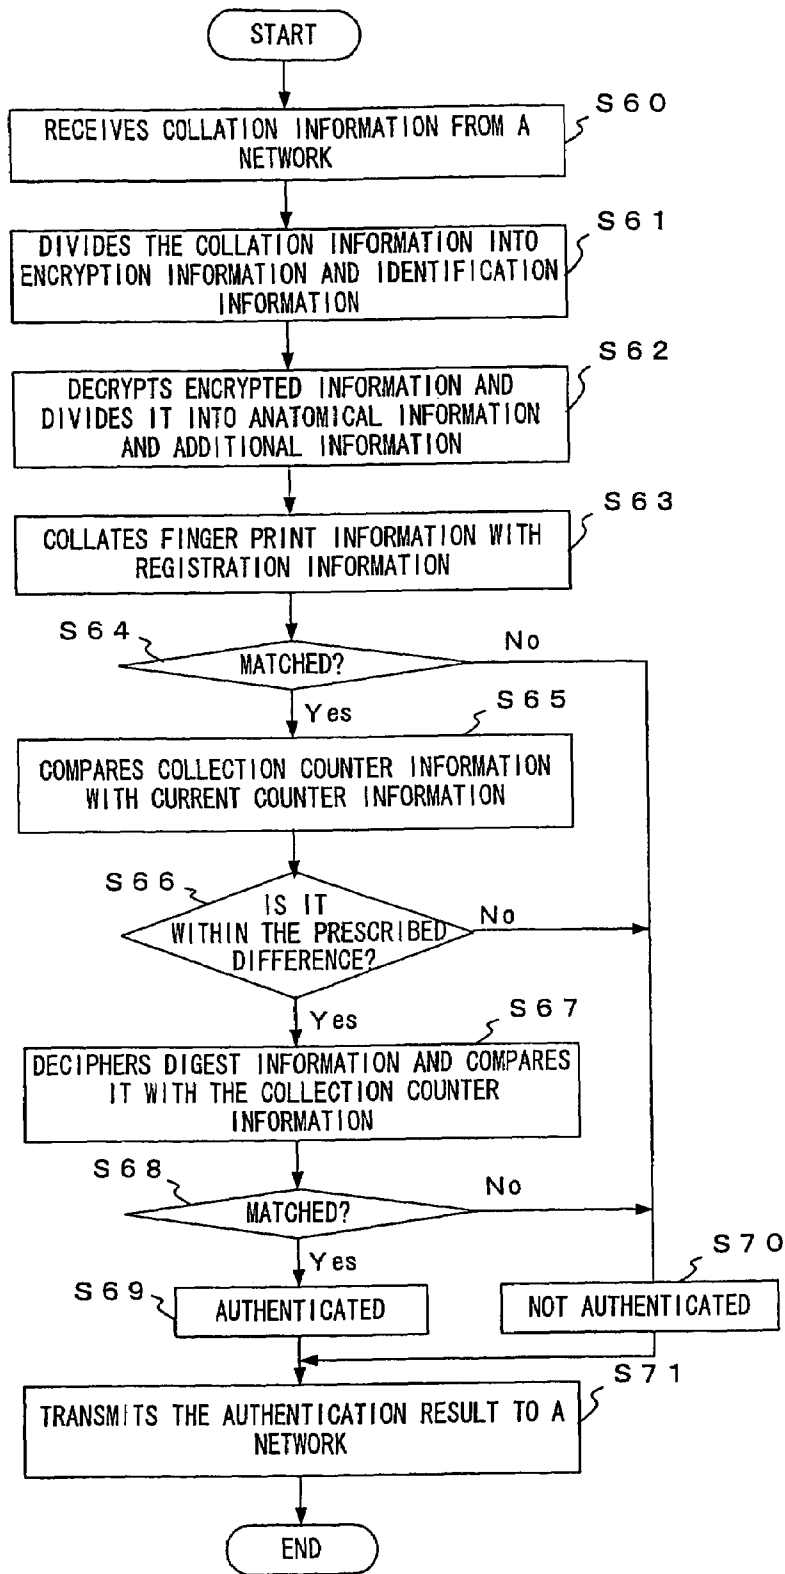 START
S60
RECEIVES COLLATION INFORMATION FROM A
NETWORK
S61
DIVIDES THE COLLATION INFORMATION INTO
ENCRYPTION INFORMATION AND IDENTIFICATION
INFORMATION
S62
DECRYPTS ENCRYPTED INFORMATION AND
DIVIDES IT INTO ANATOMICAL INFORMATION
AND ADDITIONAL INFORMATION
S63
COLLATES FINGER PRINT INFORMATION WITH
REGISTRATION INFORMATION
S64
MATCHED?
No
Yes
S65
COMPARES COLLECTION COUNTER INFORMATION
WITH CURRENT COUNTER INFORMATION
S66
IS IT
WITHIN THE PRESCRIBED
DIFFERENCE?
No
Yes
S67
DECIPHERS DIGEST INFORMATION AND COMPARES
IT WITH THE COLLECTION COUNTER
INFORMATION
S68
MATCHED?
No
Yes
S69
AUTHENTICATED
S70
NOT AUTHENTICATED
S71
TRANSMITS THE AUTHENTICATION RESULT TO A
NETWORK
END